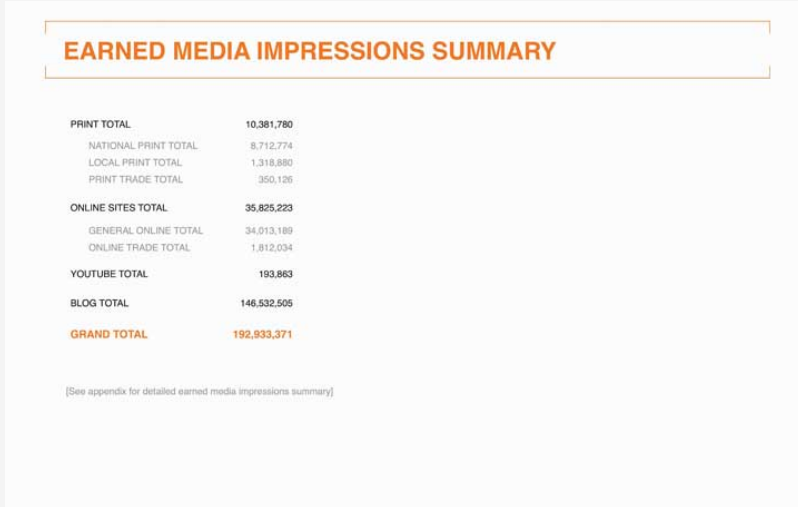 EARNED MEDIA IMPRESSIONS SUMMARY
PRINT TOTAL 10,381,780
NATIONAL PRINT TOTAL 8,712,774
LOCAL PRINT TOTAL 1,318,880
PRINT TRADE TOTAL 350,126
ONLINE SITES TOTAL 35,825,223
GENERAL ONLINE TOTAL 34,013,189
ONLINE TRADE TOTAL 1,812,034
YOUTUBE TOTAL 193,863
BLOG TOTAL 146,532,505
GRAND TOTAL 192,933,371
[See appendix for detailed earned media impressions summary]